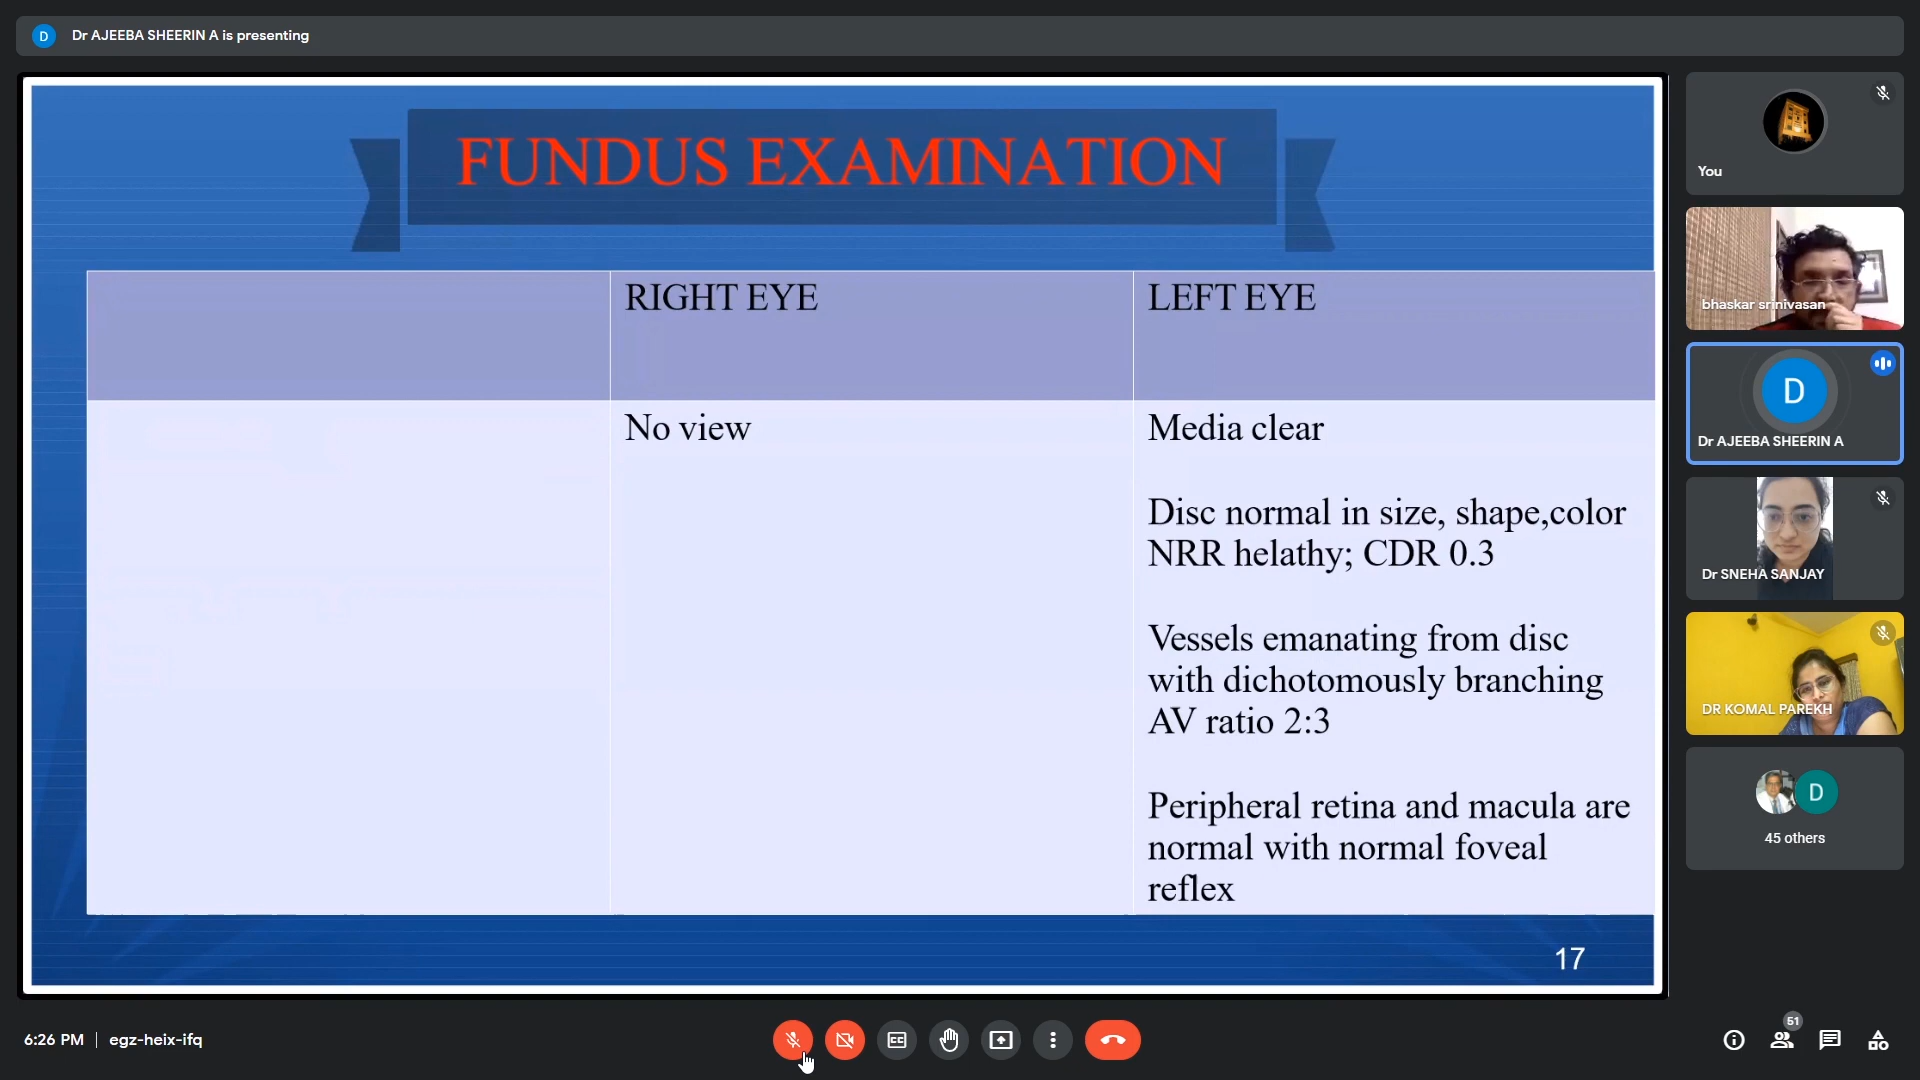 D Dr AJEEBA SHEERIN A is presenting
FUNDUS EXAMINATION
RIGHT EYE
LEFT EYE
No view
Media clear
Disc normal in size, shape,color
NRR helathy; CDR 0.3
Vessels emanating from disc
with dichotomously branching
AV ratio 2:3
Peripheral retina and macula are
normal with normal foveal
reflex
17
You
bhaskar srinivasan
D
Dr AJEEBA SHEERIN A
Dr SNEHA SANJAY
DR KOMAL PAREKH
D
45 others
6:26 PM | egz-heix-ifq
51